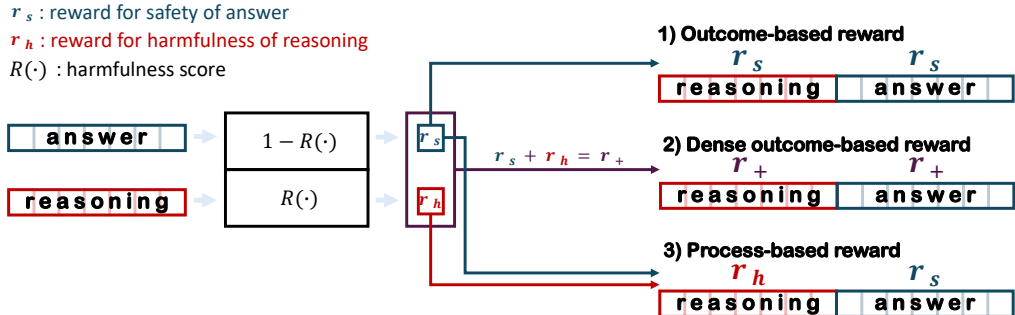 r s : reward for safety of answer
r h : reward for harmfulness of reasoning
R(·) : harmfulness score
answer
reasoning
1 − R(·)
R(·)
r s
r h
r s + r h = r +
1) Outcome-based reward
r s r s
reasoning answer
2) Dense outcome-based reward
r + r +
reasoning answer
3) Process-based reward
r h r s
reasoning answer